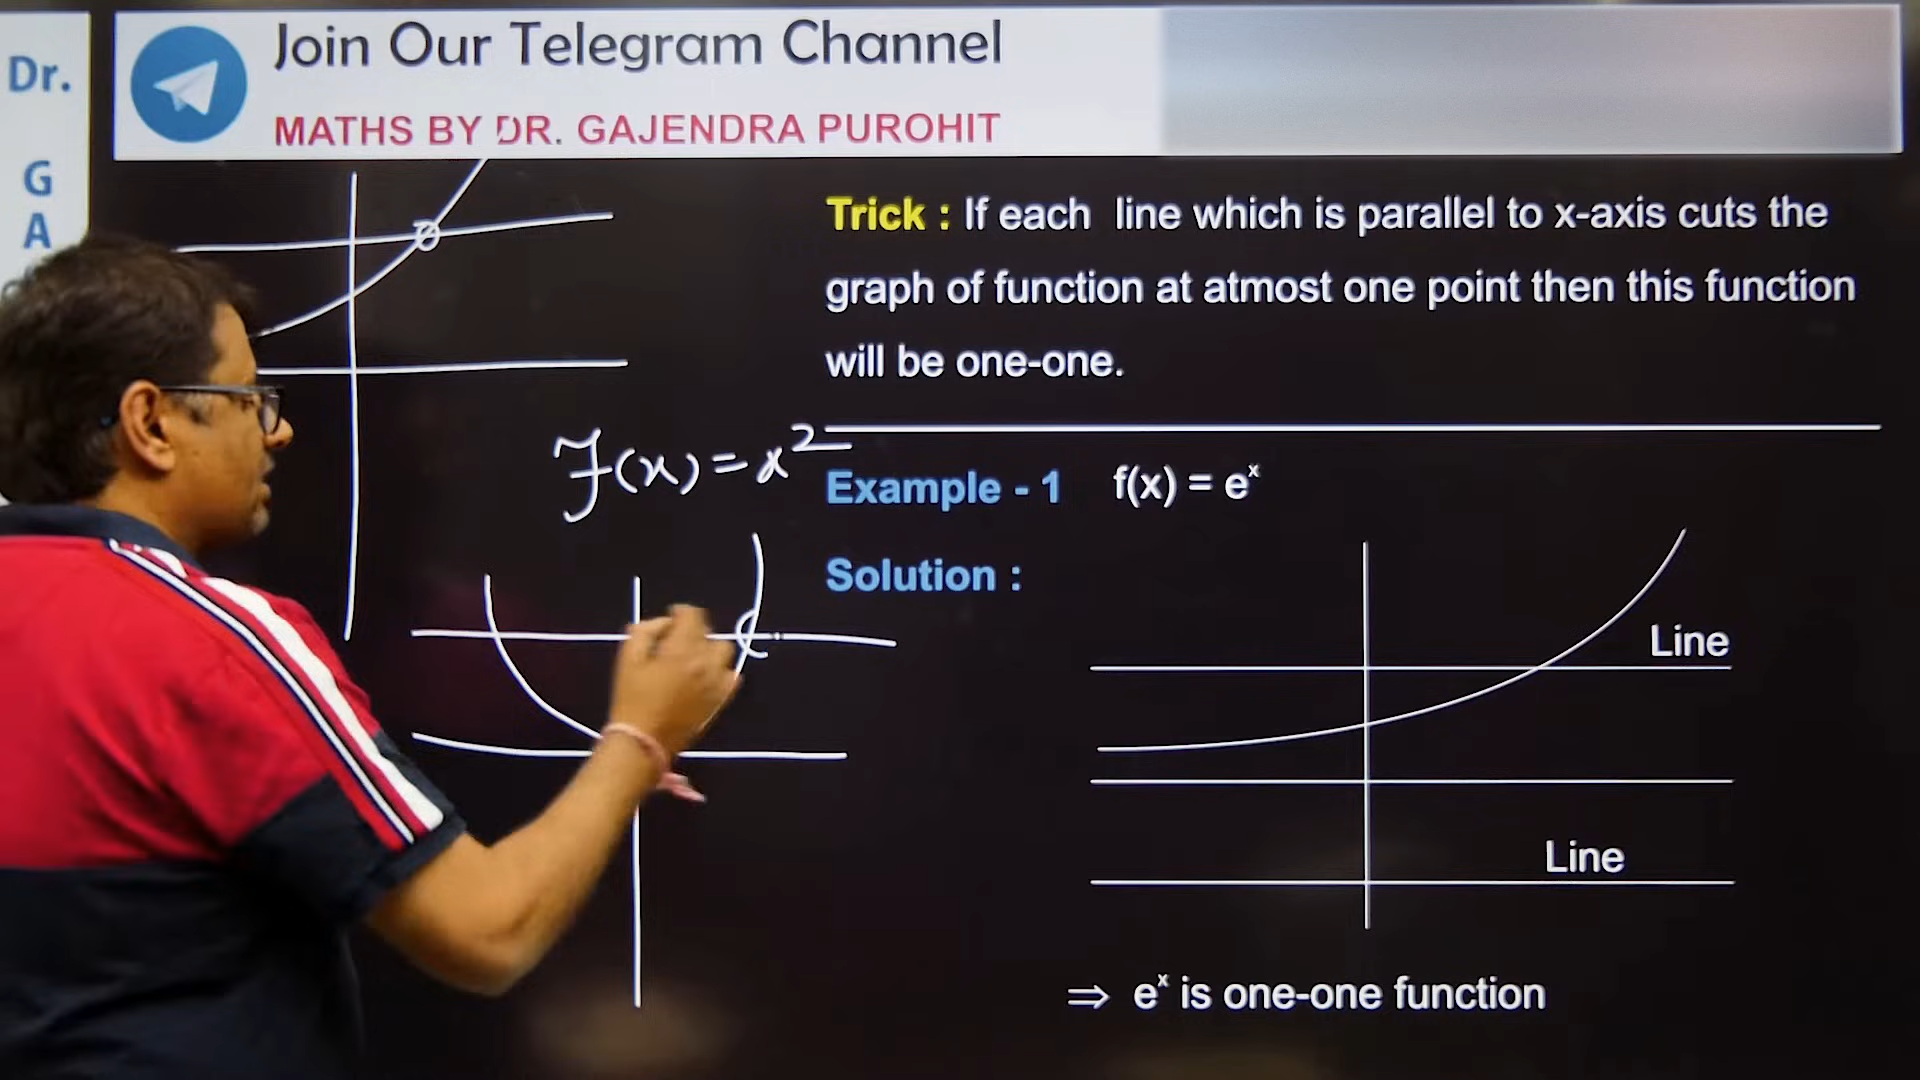 Dr.
G
A
Join Our Telegram Channel
MATHS BY DR. GAJENDRA PUROHIT
Trick : If each line which is parallel to x-axis cuts the
graph of function at atmost one point then this function
will be one-one.
f(x) = x²
Example - 1 f(x) = eˣ
Solution :
Line
Line
⇒ eˣ is one-one function